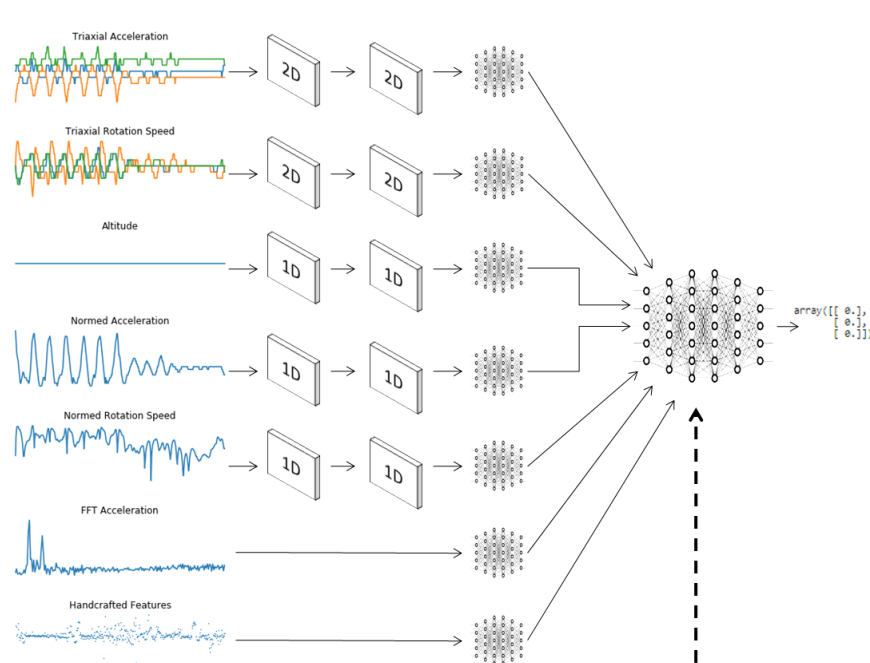 Triaxial Acceleration
2D
2D
Triaxial Rotation Speed
2D
2D
Altitude
1D
1D
Normed Acceleration
1D
1D
array([[ 0.],
[ 0.],
[ 0.]])
Normed Rotation Speed
1D
1D
FFT Acceleration
Handcrafted Features